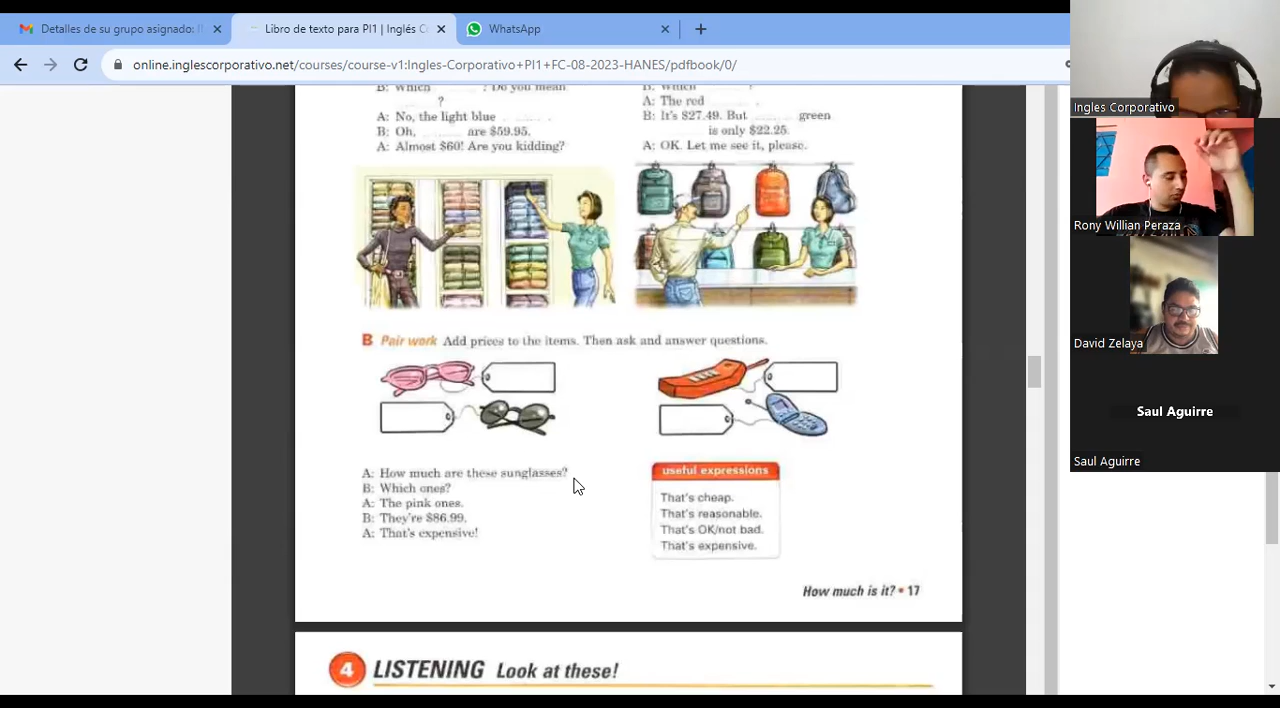 Detalles de su grupo asignado: I
Libro de texto para PI1 | Inglés C
WhatsApp
online.inglescorporativo.net/courses/course-v1:Ingles-Corporativo+PI1+FC-08-2023-HANES/pdfbook/0/
B: Which ? Do you mean
?
A: No, the light blue .
B: Oh, are $59.95.
A: Almost $60! Are you kidding?
B: Which ?
A: The red .
B: It's $27.49. But green
is only $22.25.
A: OK. Let me see it, please.
B Pair work Add prices to the items. Then ask and answer questions.
A: How much are these sunglasses?
B: Which ones?
A: The pink ones.
B: They're $86.99.
A: That's expensive!
useful expressions
That's cheap.
That's reasonable.
That's OK/not bad.
That's expensive.
How much is it? • 17
4 LISTENING Look at these!
Ingles Corporativo
Rony Willian Peraza
David Zelaya
Saul Aguirre
Saul Aguirre